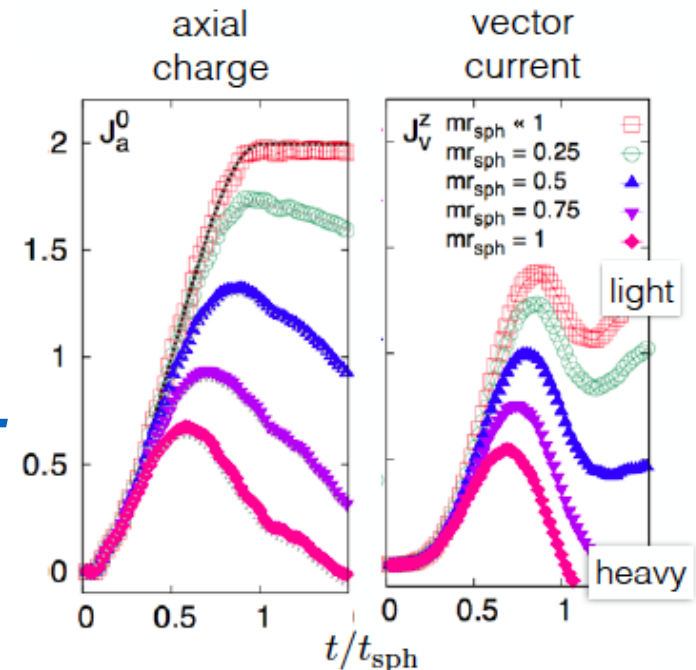 axial
charge
vector
current
J_a^0
2
1.5
1
0.5
0
0 0.5 1
J_v^z
mr_sph ≪ 1
mr_sph = 0.25
mr_sph = 0.5
mr_sph = 0.75
mr_sph = 1
light
heavy
0 0.5 1
t/t_sph